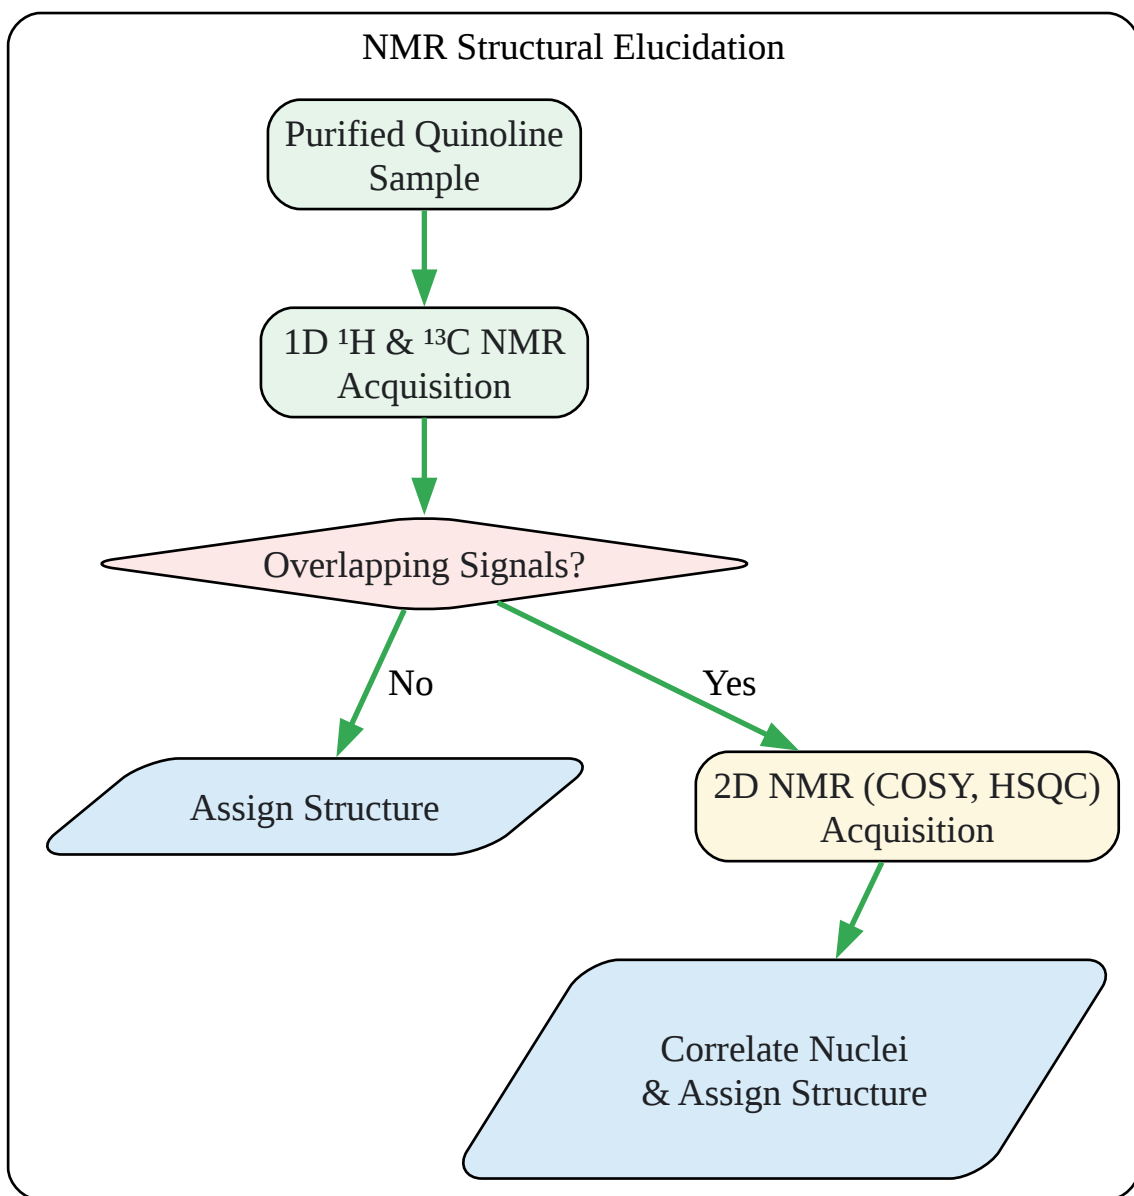 NMR Structural Elucidation
Purified Quinoline
Sample
1D ¹H & ¹³C NMR
Acquisition
Overlapping Signals?
No
Yes
Assign Structure
2D NMR (COSY, HSQC)
Acquisition
Correlate Nuclei
& Assign Structure